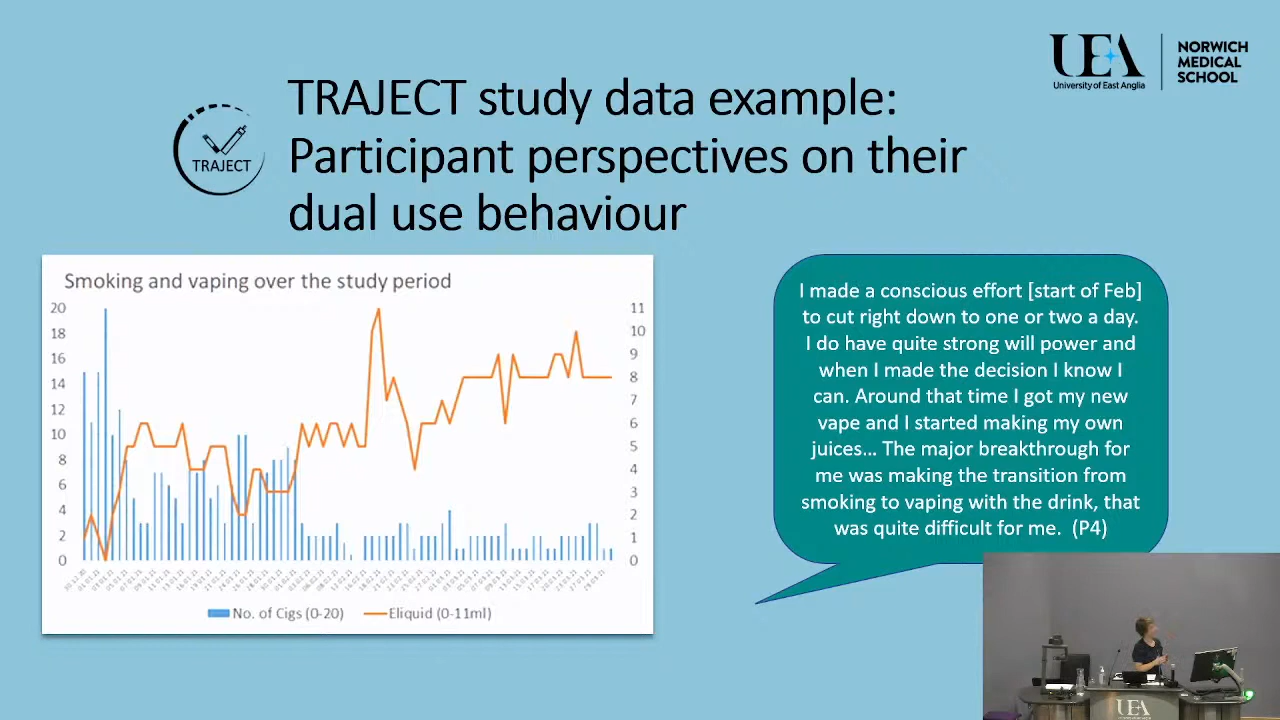 UEA
University of East Anglia
NORWICH
MEDICAL
SCHOOL
TRAJECT
TRAJECT study data example:
Participant perspectives on their
dual use behaviour
Smoking and vaping over the study period
20
18
16
14
12
10
8
6
4
2
0
11
10
9
8
7
6
5
4
3
2
1
0
No. of Cigs (0-20)
Eliquid (0-11ml)
I made a conscious effort [start of Feb]
to cut right down to one or two a day.
I do have quite strong will power and
when I made the decision I know I
can. Around that time I got my new
vape and I started making my own
juices... The major breakthrough for
me was making the transition from
smoking to vaping with the drink, that
was quite difficult for me. (P4)
UEA